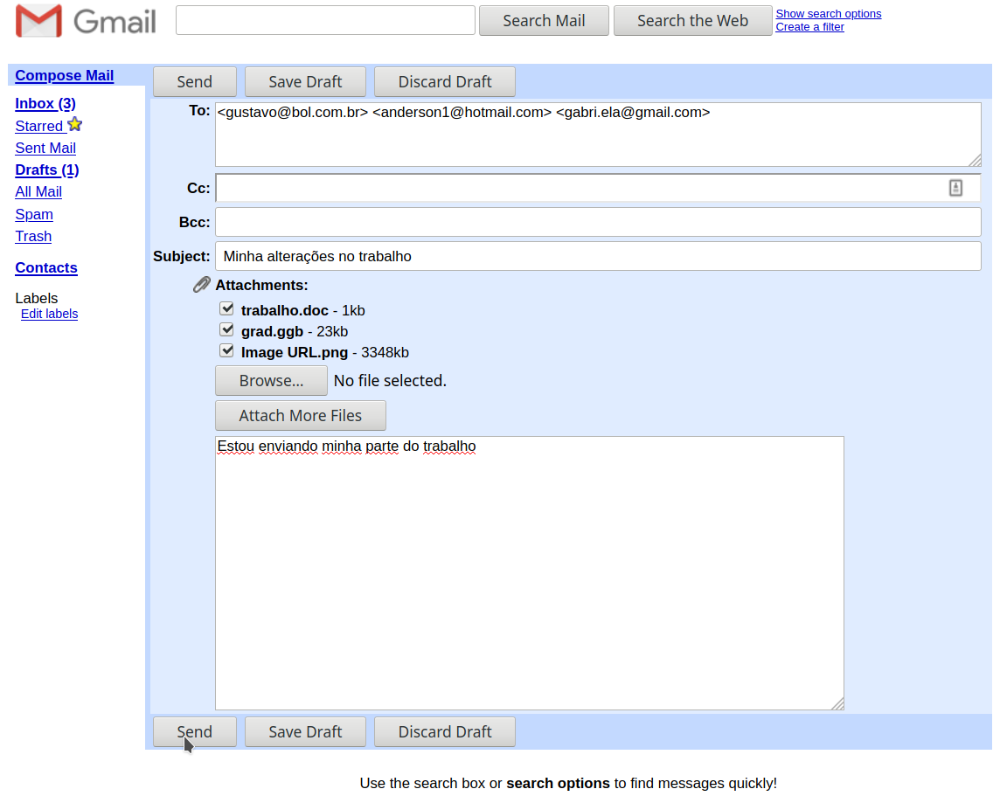 Gmail
Search Mail
Search the Web
Show search options
Create a filter
Compose Mail
Inbox (3)
Starred
Sent Mail
Drafts (1)
All Mail
Spam
Trash
Contacts
Labels
Edit labels
Send
Save Draft
Discard Draft
To: <gustavo@bol.com.br> <anderson1@hotmail.com> <gabri.ela@gmail.com>
Cc:
Bcc:
Subject: Minha alterações no trabalho
Attachments:
trabalho.doc - 1kb
grad.ggb - 23kb
Image URL.png - 3348kb
Browse... No file selected.
Attach More Files
Estou enviando minha parte do trabalho
Send
Save Draft
Discard Draft
Use the search box or search options to find messages quickly!